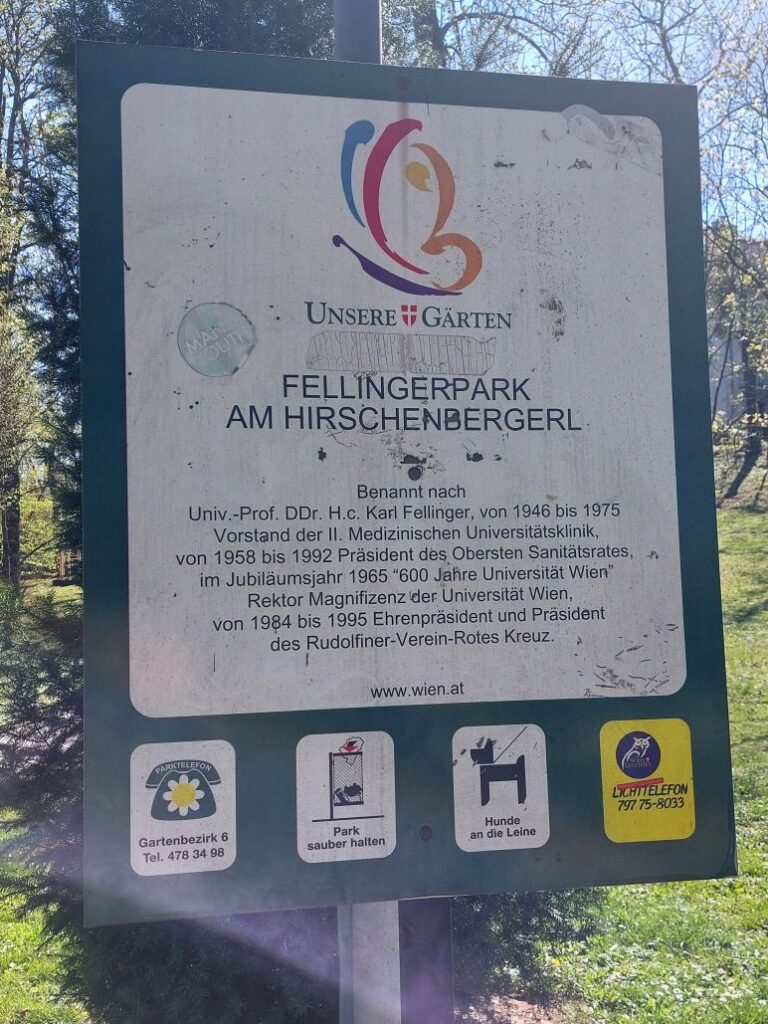 UNSERE GÄRTEN
FELLINGERPARK
AM HIRSCHENBERGERL
Benannt nach
Univ.-Prof. DDr. H.c. Karl Fellinger, von 1946 bis 1975
Vorstand der II. Medizinischen Universitätsklinik,
von 1958 bis 1992 Präsident des Obersten Sanitätsrates,
im Jubiläumsjahr 1965 "600 Jahre Universität Wien"
Rektor Magnifizenz der Universität Wien,
von 1984 bis 1995 Ehrenpräsident und Präsident
des Rudolfiner-Verein-Rotes Kreuz.
www.wien.at
PARKTELEFON
Gartenbezirk 6
Tel. 478 34 98
Park
sauber halten
Hunde
an die Leine
WIEN
LEUCHTET
LICHTTELEFON
797 75-8033